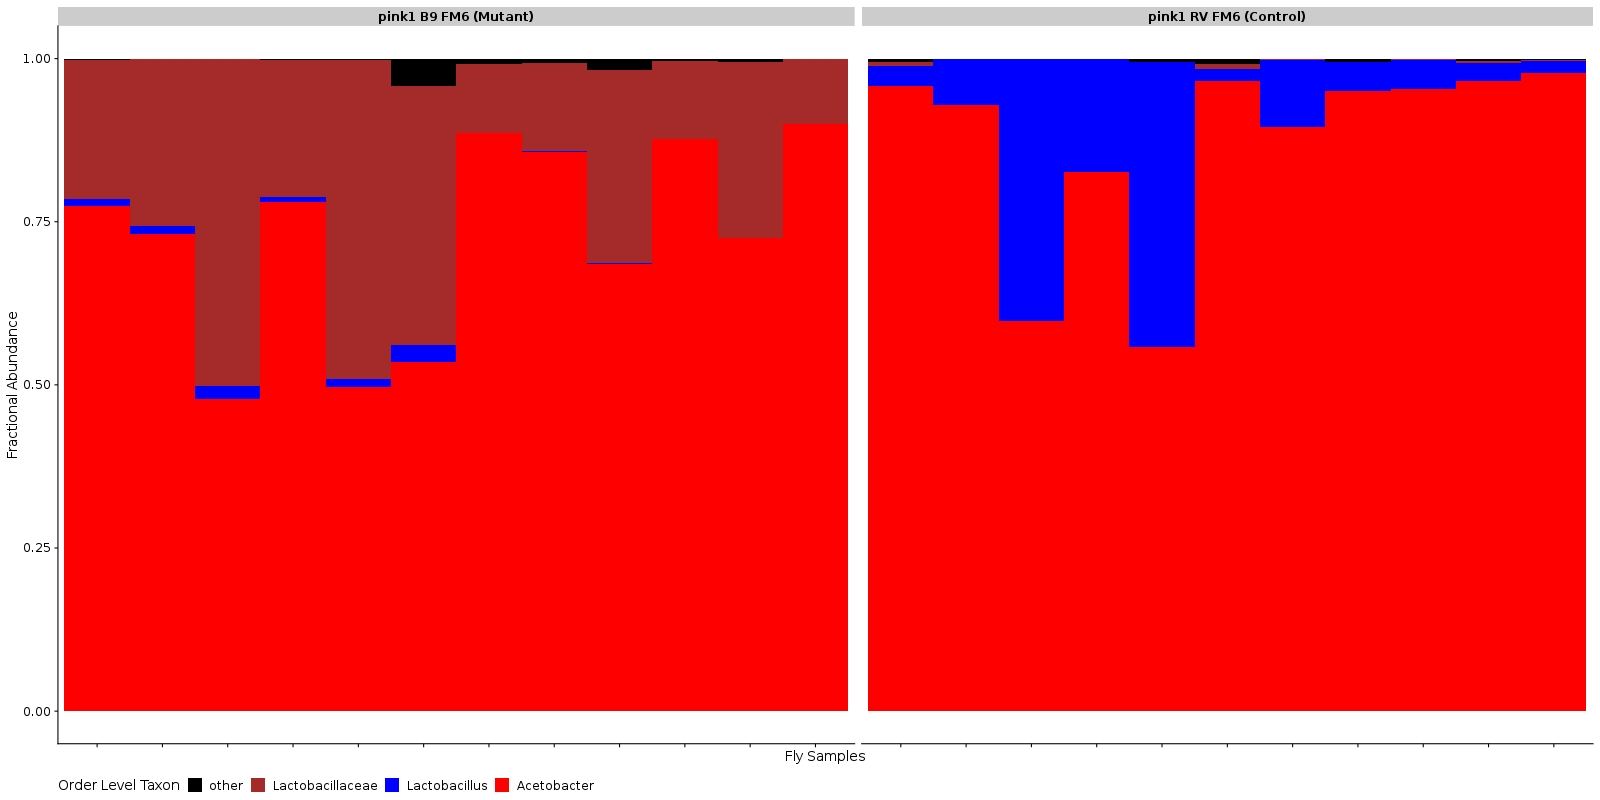 pink1 B9 FM6 (Mutant)
pink1 RV FM6 (Control)
1.00
0.75
0.50
0.25
0.00
Fractional Abundance
Fly Samples
Order Level Taxon other Lactobacillaceae Lactobacillus Acetobacter